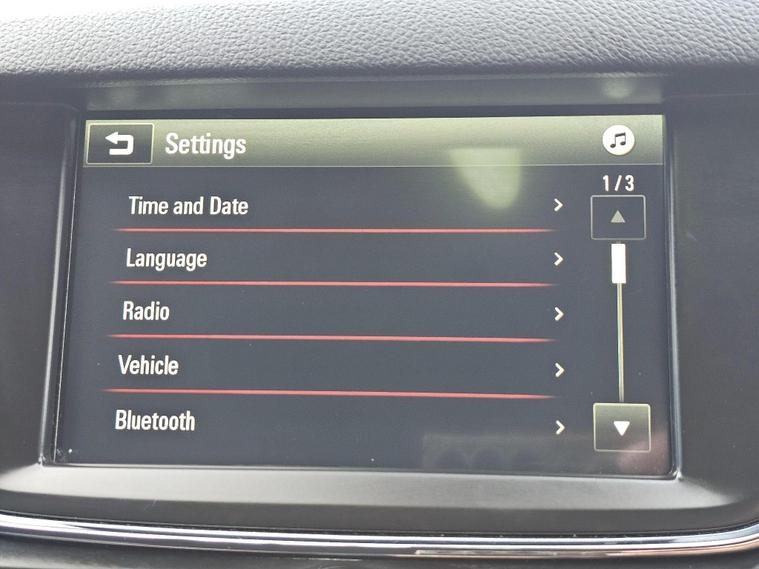 Settings
1/3
Time and Date
Language
Radio
Vehicle
Bluetooth